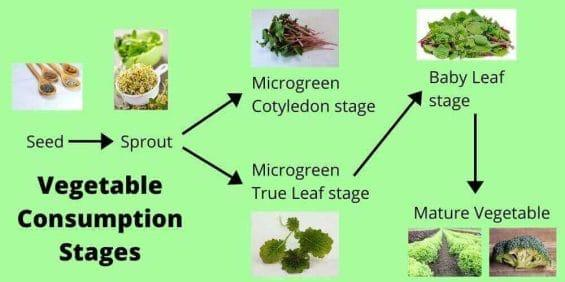 Seed
Sprout
Microgreen
Cotyledon stage
Microgreen
True Leaf stage
Baby Leaf
stage
Mature Vegetable
Vegetable
Consumption
Stages